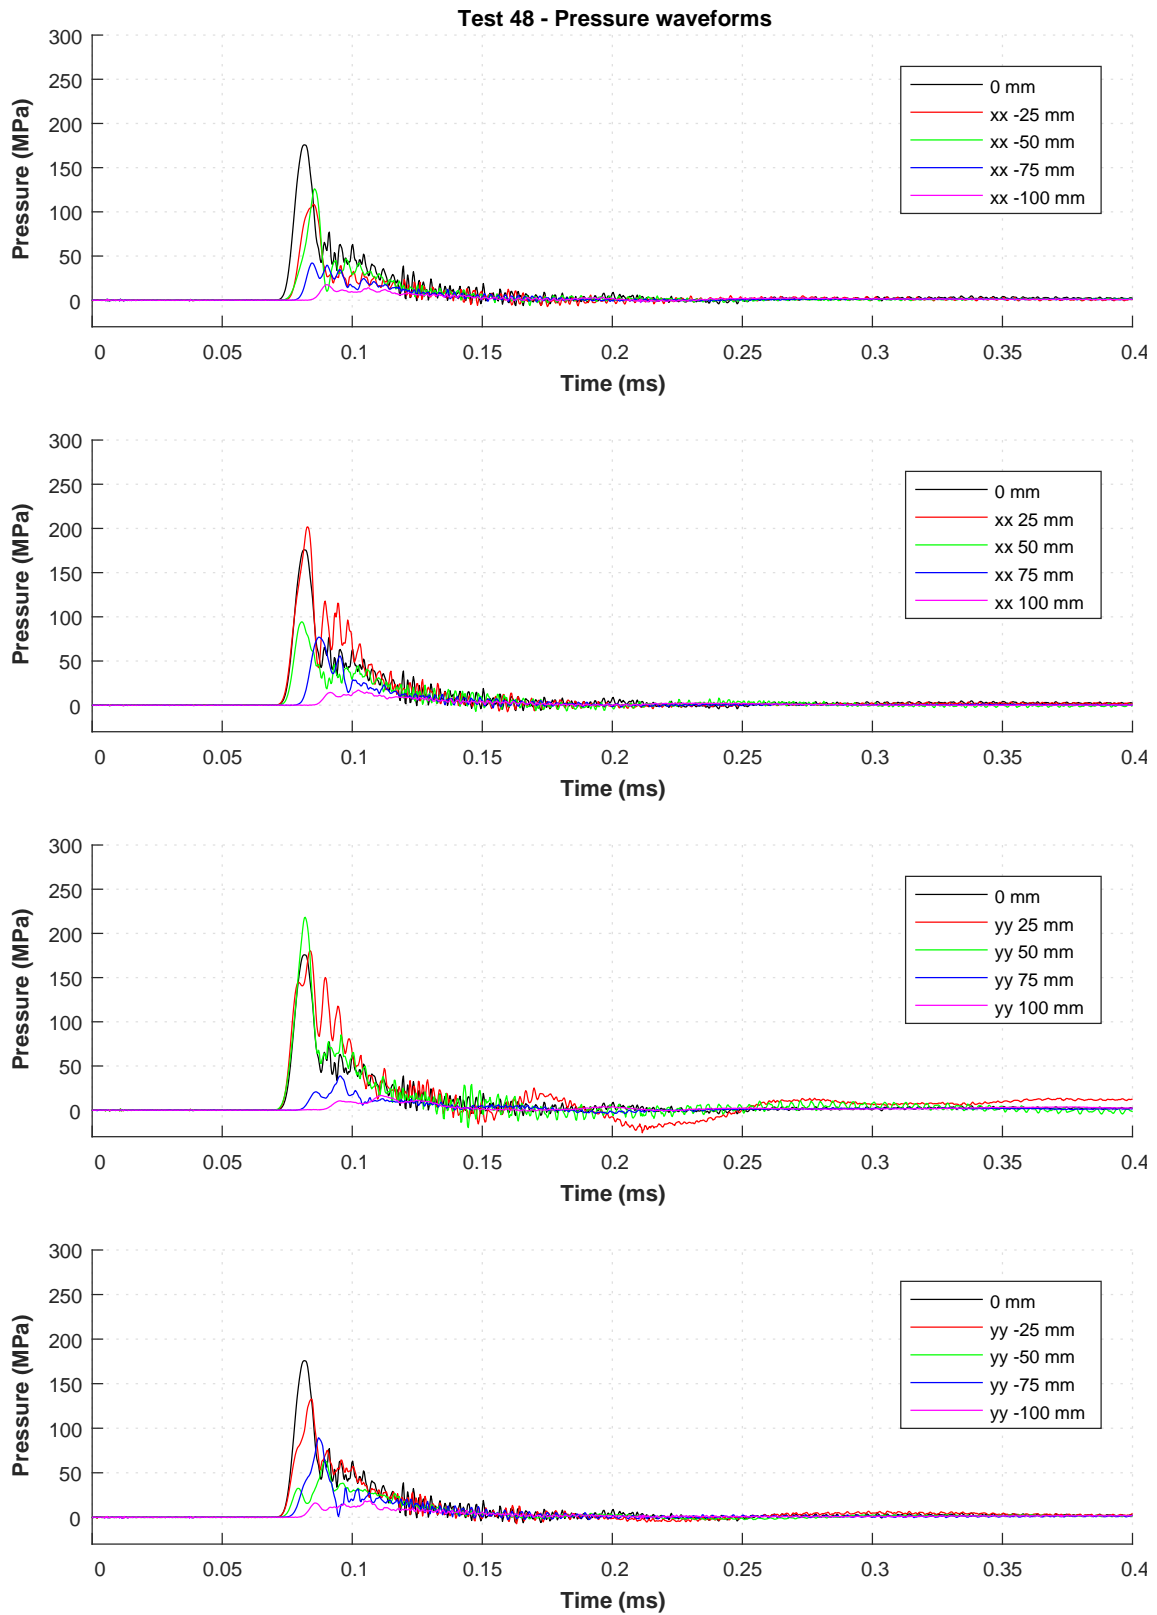 Test 48 - Pressure waveforms
300
250
200
150
100
50
0
Pressure (MPa)
0 mm
xx -25 mm
xx -50 mm
xx -75 mm
xx -100 mm
0 0.05 0.1 0.15 0.2 0.25 0.3 0.35 0.4
Time (ms)
300
250
200
150
100
50
0
Pressure (MPa)
0 mm
xx 25 mm
xx 50 mm
xx 75 mm
xx 100 mm
0 0.05 0.1 0.15 0.2 0.25 0.3 0.35 0.4
Time (ms)
300
250
200
150
100
50
0
Pressure (MPa)
0 mm
yy 25 mm
yy 50 mm
yy 75 mm
yy 100 mm
0 0.05 0.1 0.15 0.2 0.25 0.3 0.35 0.4
Time (ms)
300
250
200
150
100
50
0
Pressure (MPa)
0 mm
yy -25 mm
yy -50 mm
yy -75 mm
yy -100 mm
0 0.05 0.1 0.15 0.2 0.25 0.3 0.35 0.4
Time (ms)